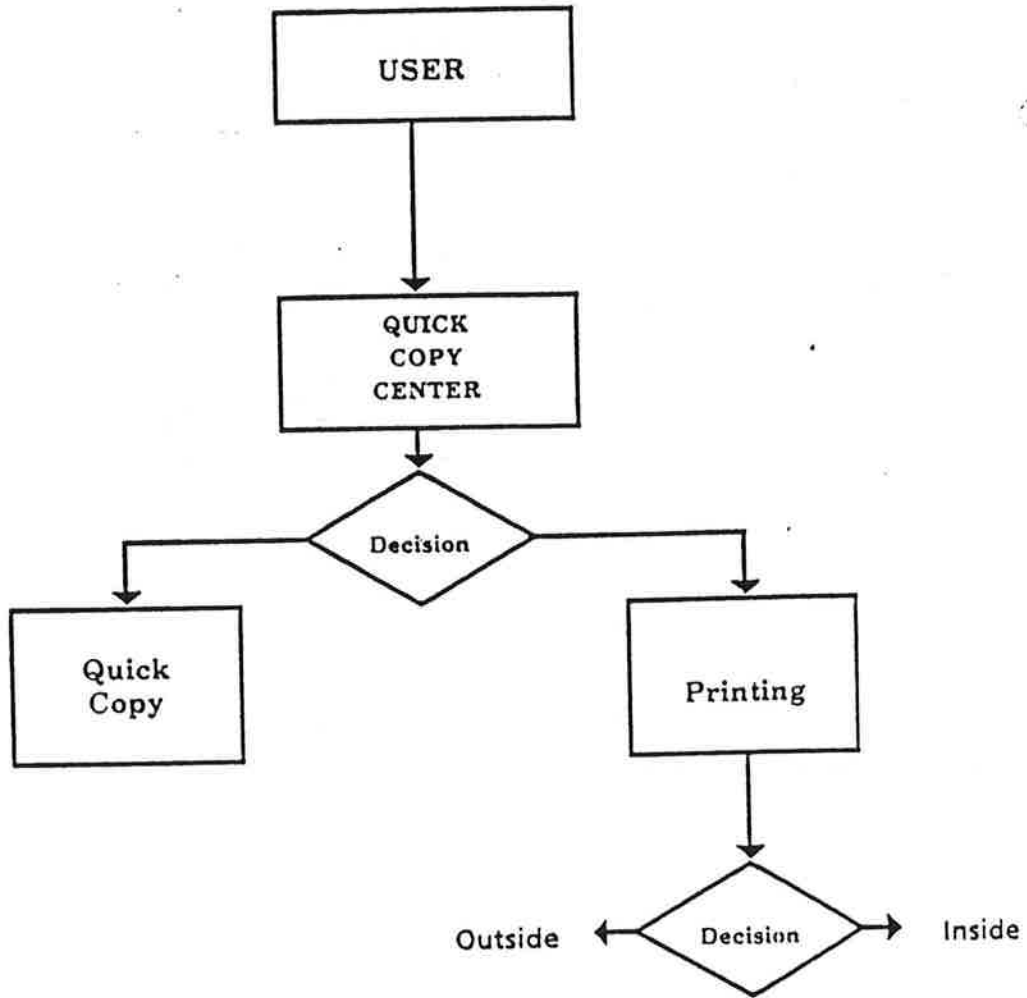 USER
QUICK
COPY
CENTER
Decision
Quick
Copy
Printing
Outside
Decision
Inside